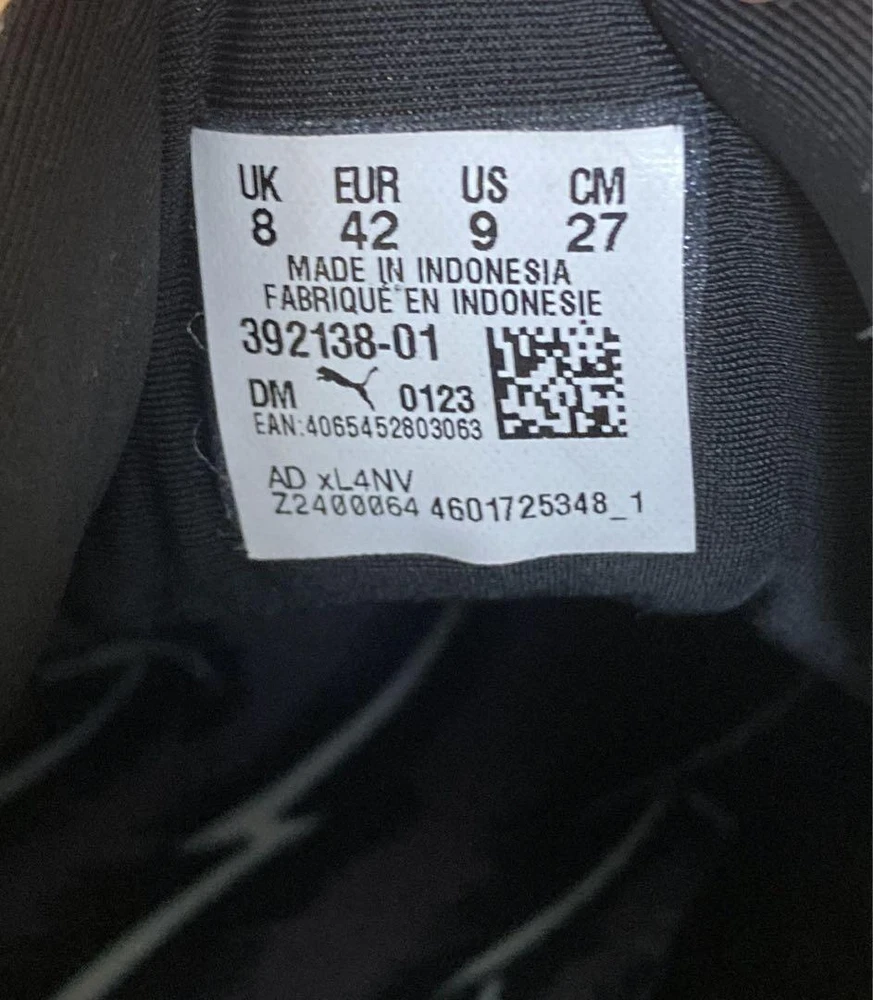 UK EUR US CM
8 42 9 27
MADE IN INDONESIA
FABRIQUÉ EN INDONESIE
392138-01
DM 0123
EAN:4065452803063
AD xL4NV
Z2400064 4601725348_1